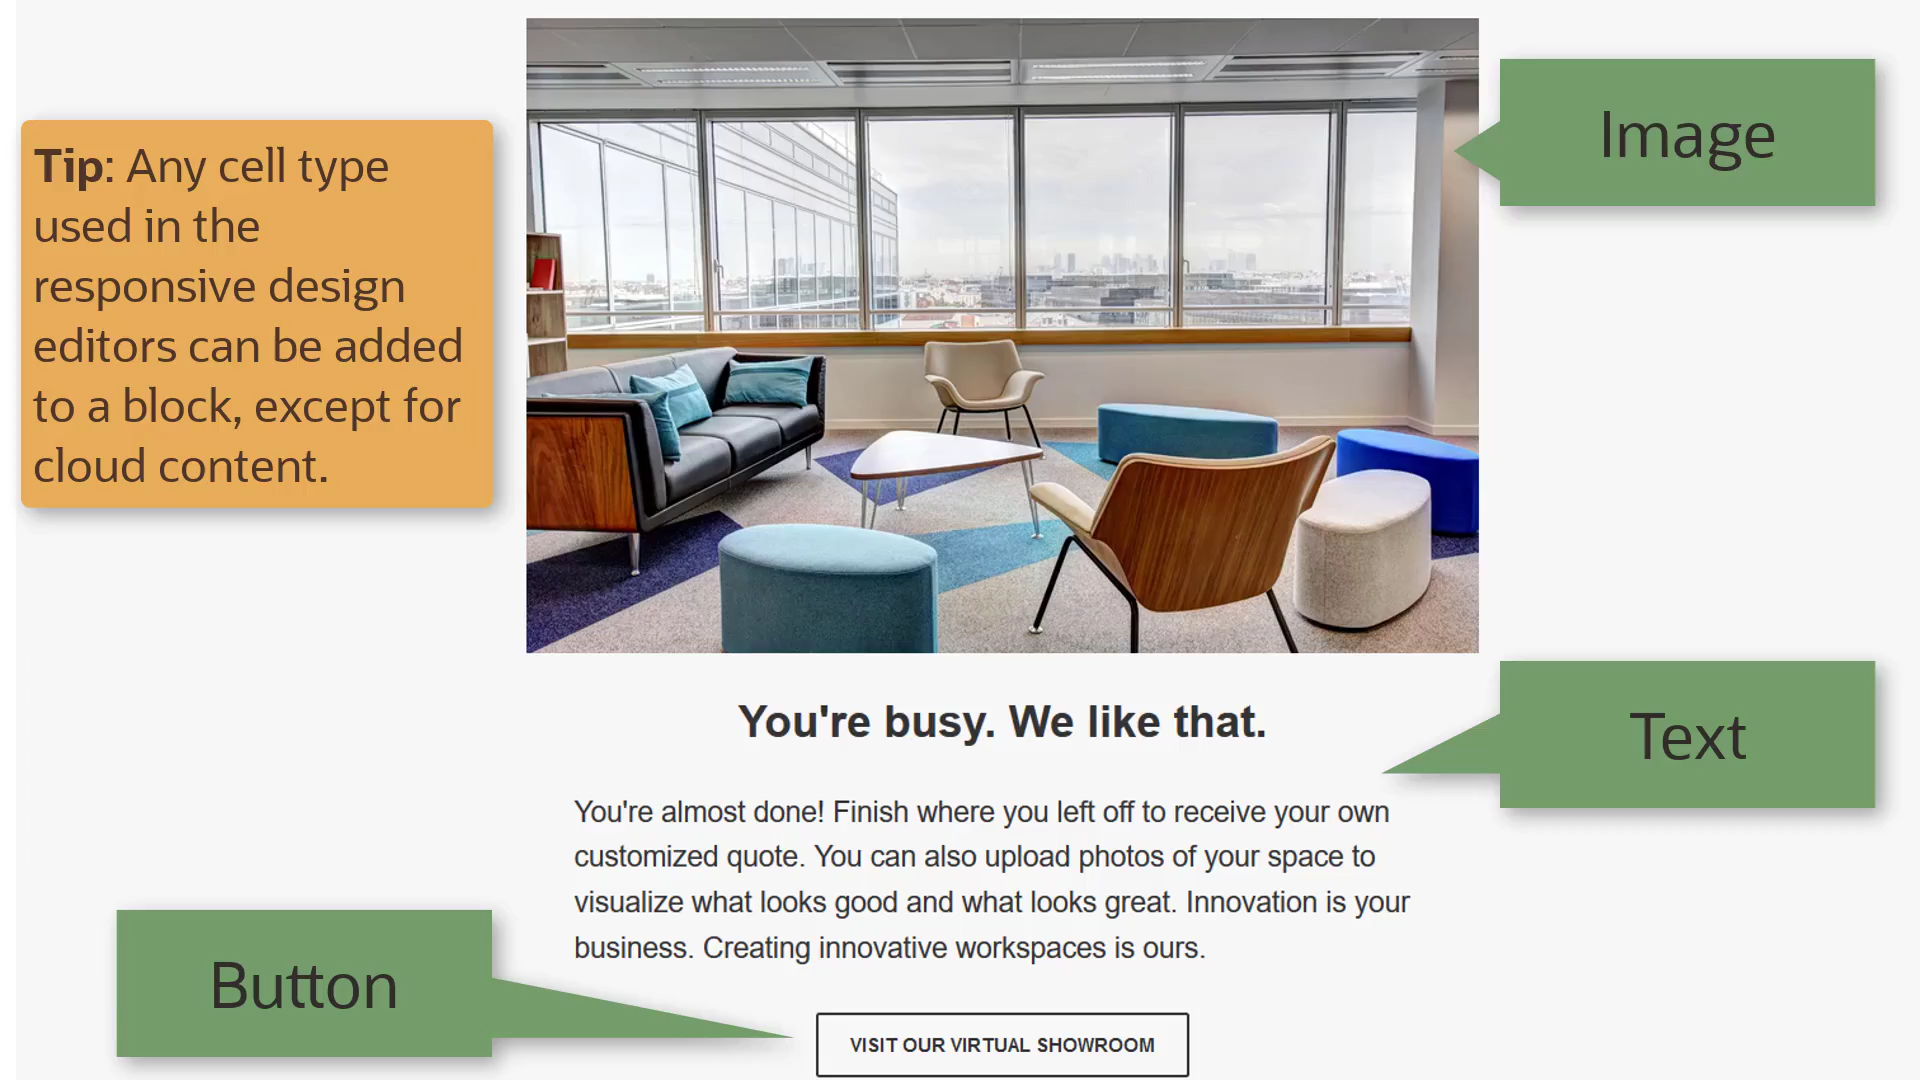 Tip: Any cell type
used in the
responsive design
editors can be added
to a block, except for
cloud content.
Image
Text
You're busy. We like that.
You're almost done! Finish where you left off to receive your own
customized quote. You can also upload photos of your space to
visualize what looks good and what looks great. Innovation is your
business. Creating innovative workspaces is ours.
Button
VISIT OUR VIRTUAL SHOWROOM